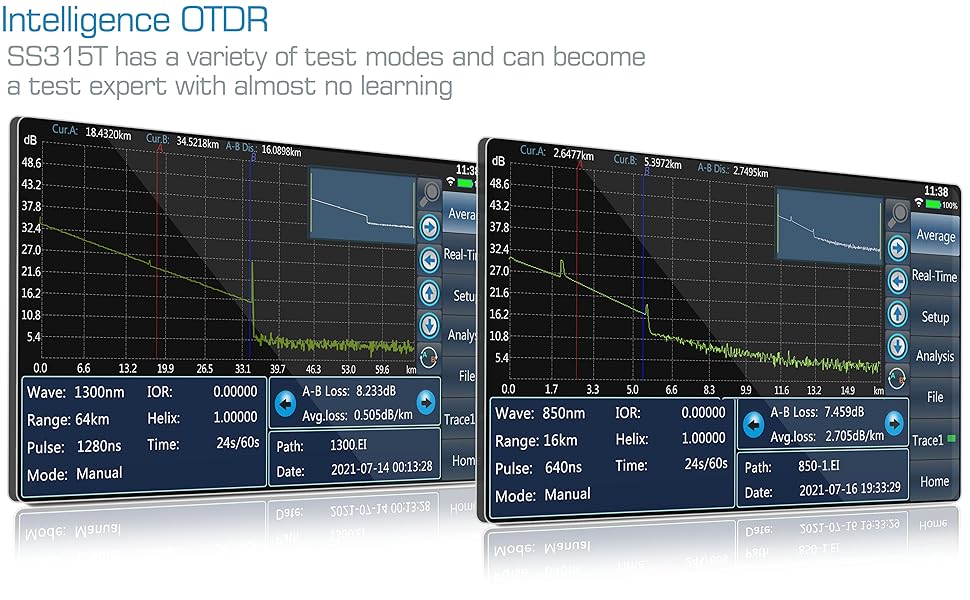 Intelligence OTDR
SS315T has a variety of test modes and can become
a test expert with almost no learning
dB
Cur.A: 18.4320km Cur.B: 34.5218km A-B Dis.: 16.0898km
A
B
11:38
48.6
43.2
37.8
32.4
27.0
21.6
16.2
10.8
5.4
0.0 6.6 13.2 19.9 26.5 33.1 39.7 46.3 53.0 59.6 km
Avera
Real-Ti
Setu
Analys
File
Trace1
Hom
Wave: 1300nm IOR: 0.00000
Range: 64km Helix: 1.00000
Pulse: 1280ns Time: 24s/60s
Mode: Manual
A-B Loss: 8.233dB
Avg.loss: 0.505dB/km
Path: 1300.EI
Date: 2021-07-14 00:13:28
dB
Cur.A: 2.6477km Cur.B: 5.3972km A-B Dis.: 2.7495km
A
B
11:38
100%
48.6
43.2
37.8
32.4
27.0
21.6
16.2
10.8
5.4
0.0 1.7 3.3 5.0 6.6 8.3 9.9 11.6 13.2 14.9 km
Average
Real-Time
Setup
Analysis
File
Trace1
Home
Wave: 850nm IOR: 0.00000
Range: 16km Helix: 1.00000
Pulse: 640ns Time: 24s/60s
Mode: Manual
A-B Loss: 7.459dB
Avg.loss: 2.705dB/km
Path: 850-1.EI
Date: 2021-07-16 19:33:29